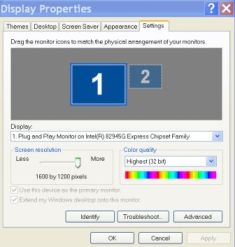 Display Properties
Themes Desktop Screen Saver Appearance Settings
Drag the monitor icons to match the physical arrangement of your monitors.
1 2
Display:
1. Plug and Play Monitor on Intel(R) 82945G Express Chipset Family
Screen resolution
Less More
1600 by 1200 pixels
Color quality
Highest (32 bit)
Use this device as the primary monitor.
Extend my Windows desktop onto this monitor.
Identify Troubleshoot... Advanced
OK Cancel Apply